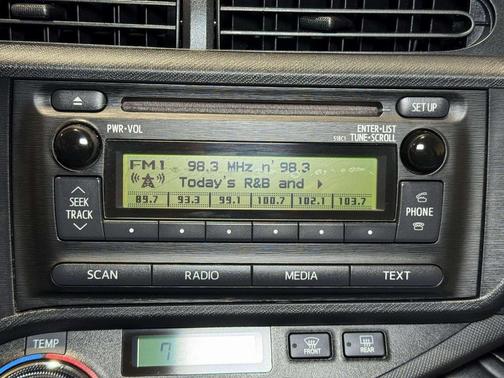 SET UP
PWR•VOL
ENTER•LIST
518C1 TUNE•SCROLL
FM1 98.3 MHz n' 98.3
Today's R&B and
SEEK
TRACK
89.7 93.3 99.1 100.7 102.1 103.7
PHONE
SCAN RADIO MEDIA TEXT
TEMP
7
FRONT REAR